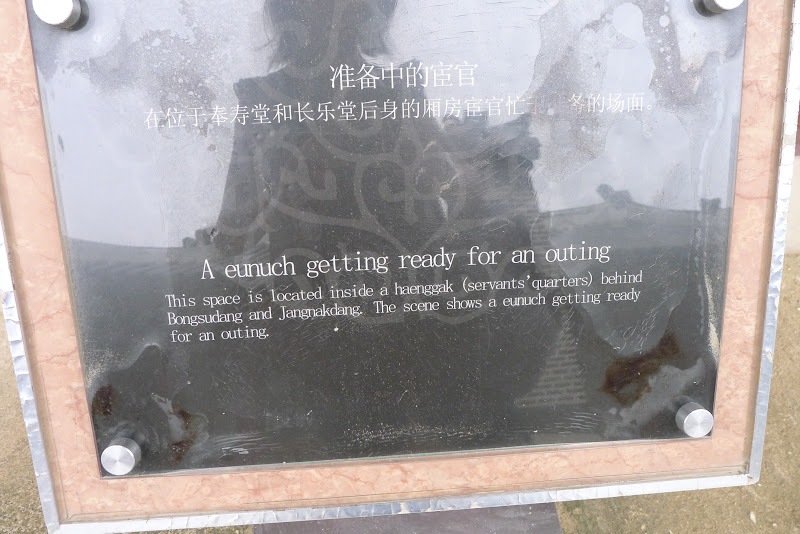 准备中的宦官
在位于奉寿堂和长乐堂后身的厢房宦官忙于 务的场面。
A eunuch getting ready for an outing
This space is located inside a haenggak (servants' quarters) behind
Bongsudang and Jangnakdang. The scene shows a eunuch getting ready
for an outing.